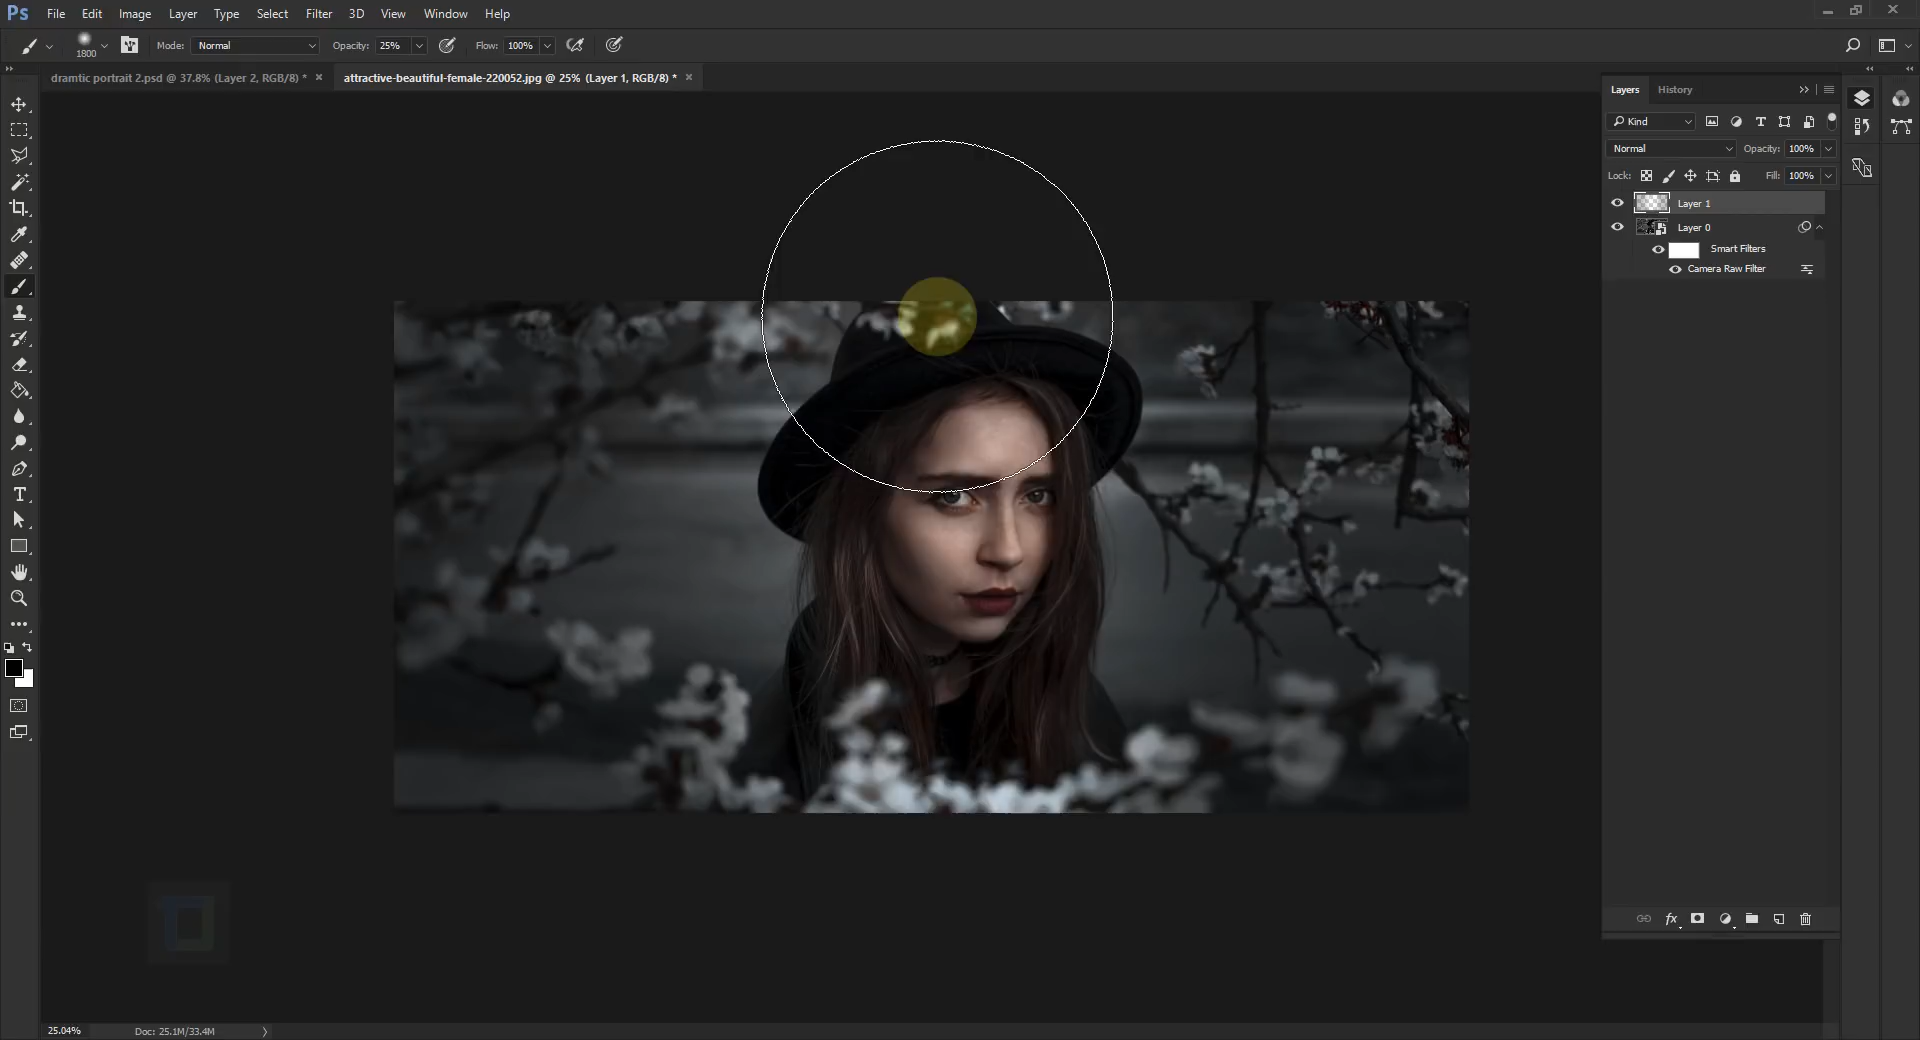 Ps File Edit Image Layer Type Select Filter 3D View Window Help
1800 Mode: Normal Opacity: 25% Flow: 100%
dramtic portrait 2.psd @ 37.8% (Layer 2, RGB/8) * × attractive-beautiful-female-220052.jpg @ 25% (Layer 1, RGB/8) * ×
Layers History
Kind
Normal Opacity: 100%
Lock: Fill: 100%
Layer 1
Layer 0
Smart Filters
Camera Raw Filter
fx
25.04% Doc: 25.1M/33.4M